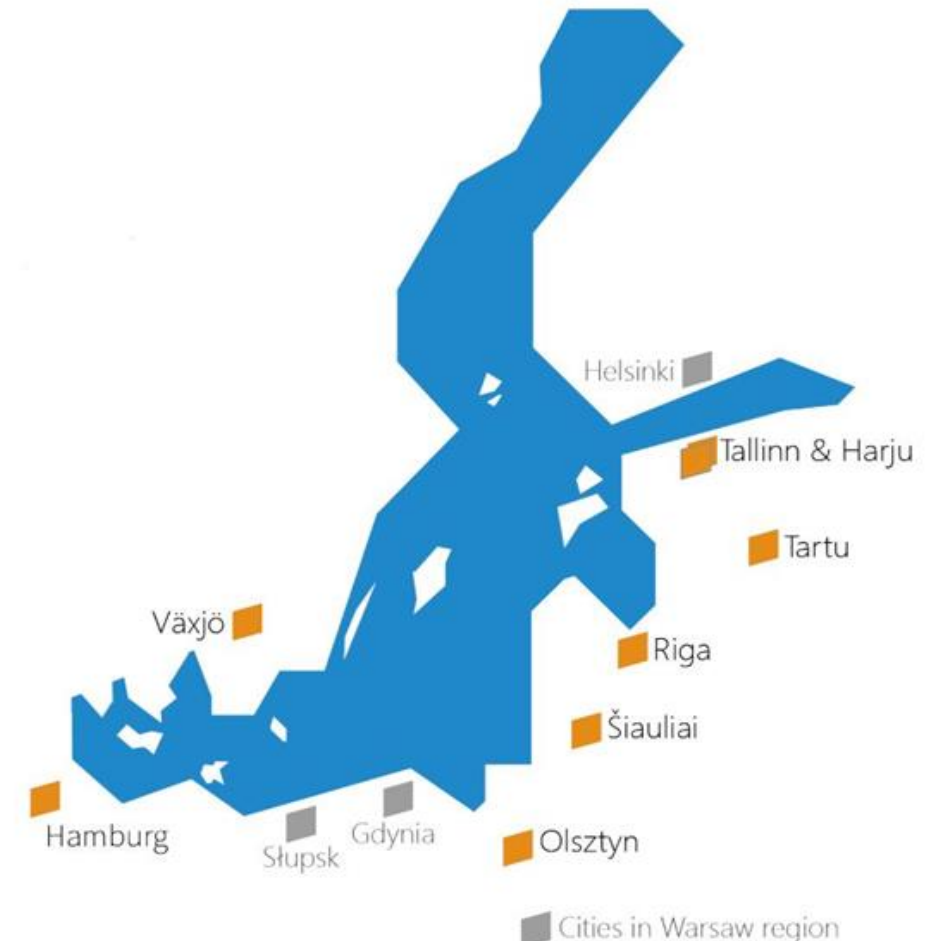 Helsinki
Tallinn & Harju
Tartu
Växjö
Riga
Šiauliai
Hamburg
Słupsk
Gdynia
Olsztyn
Cities in Warsaw region